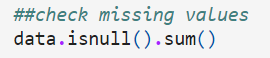 ##check missing values
data.isnull().sum()